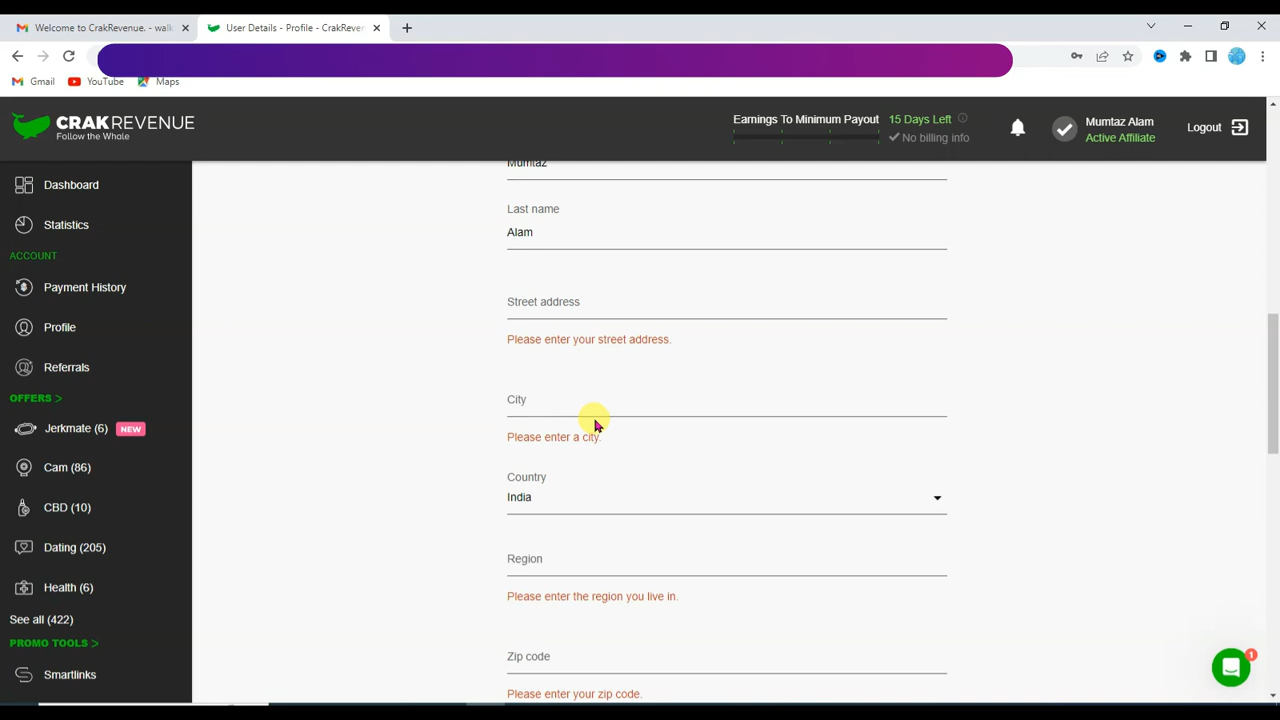 Welcome to CrakRevenue. - walk
User Details - Profile - CrakReven
Gmail
YouTube
Maps
CRAKREVENUE
Follow the Whale
Earnings To Minimum Payout
15 Days Left
No billing info
Mumtaz Alam
Active Affiliate
Logout
Dashboard
Statistics
ACCOUNT
Payment History
Profile
Referrals
OFFERS >
Jerkmate (6)
NEW
Cam (86)
CBD (10)
Dating (205)
Health (6)
See all (422)
PROMO TOOLS >
Smartlinks
Mumtaz
Last name
Alam
Street address
Please enter your street address.
City
Please enter a city.
Country
India
Region
Please enter the region you live in.
Zip code
Please enter your zip code.
1